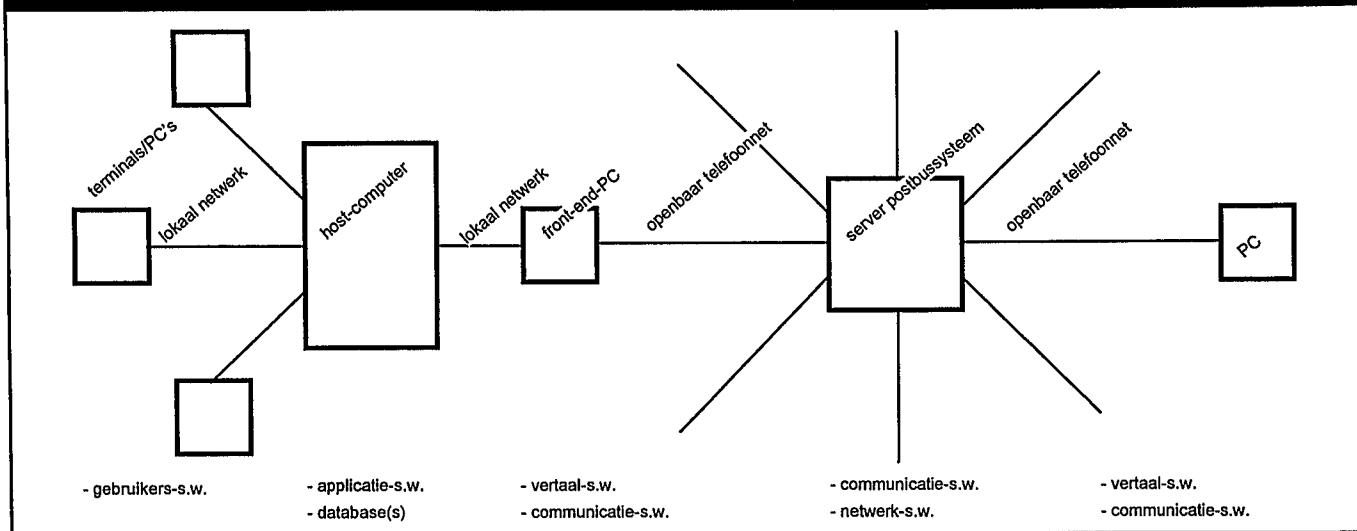 terminals/PC's
lokaal netwerk
host-computer
lokaal netwerk
front-end-PC
openbaar telefoonnet
server postbussysteem
openbaar telefoonnet
PC
- gebruikers-s.w.
- applicatie-s.w.
- database(s)
- vertaal-s.w.
- communicatie-s.w.
- communicatie-s.w.
- netwerk-s.w.
- vertaal-s.w.
- communicatie-s.w.